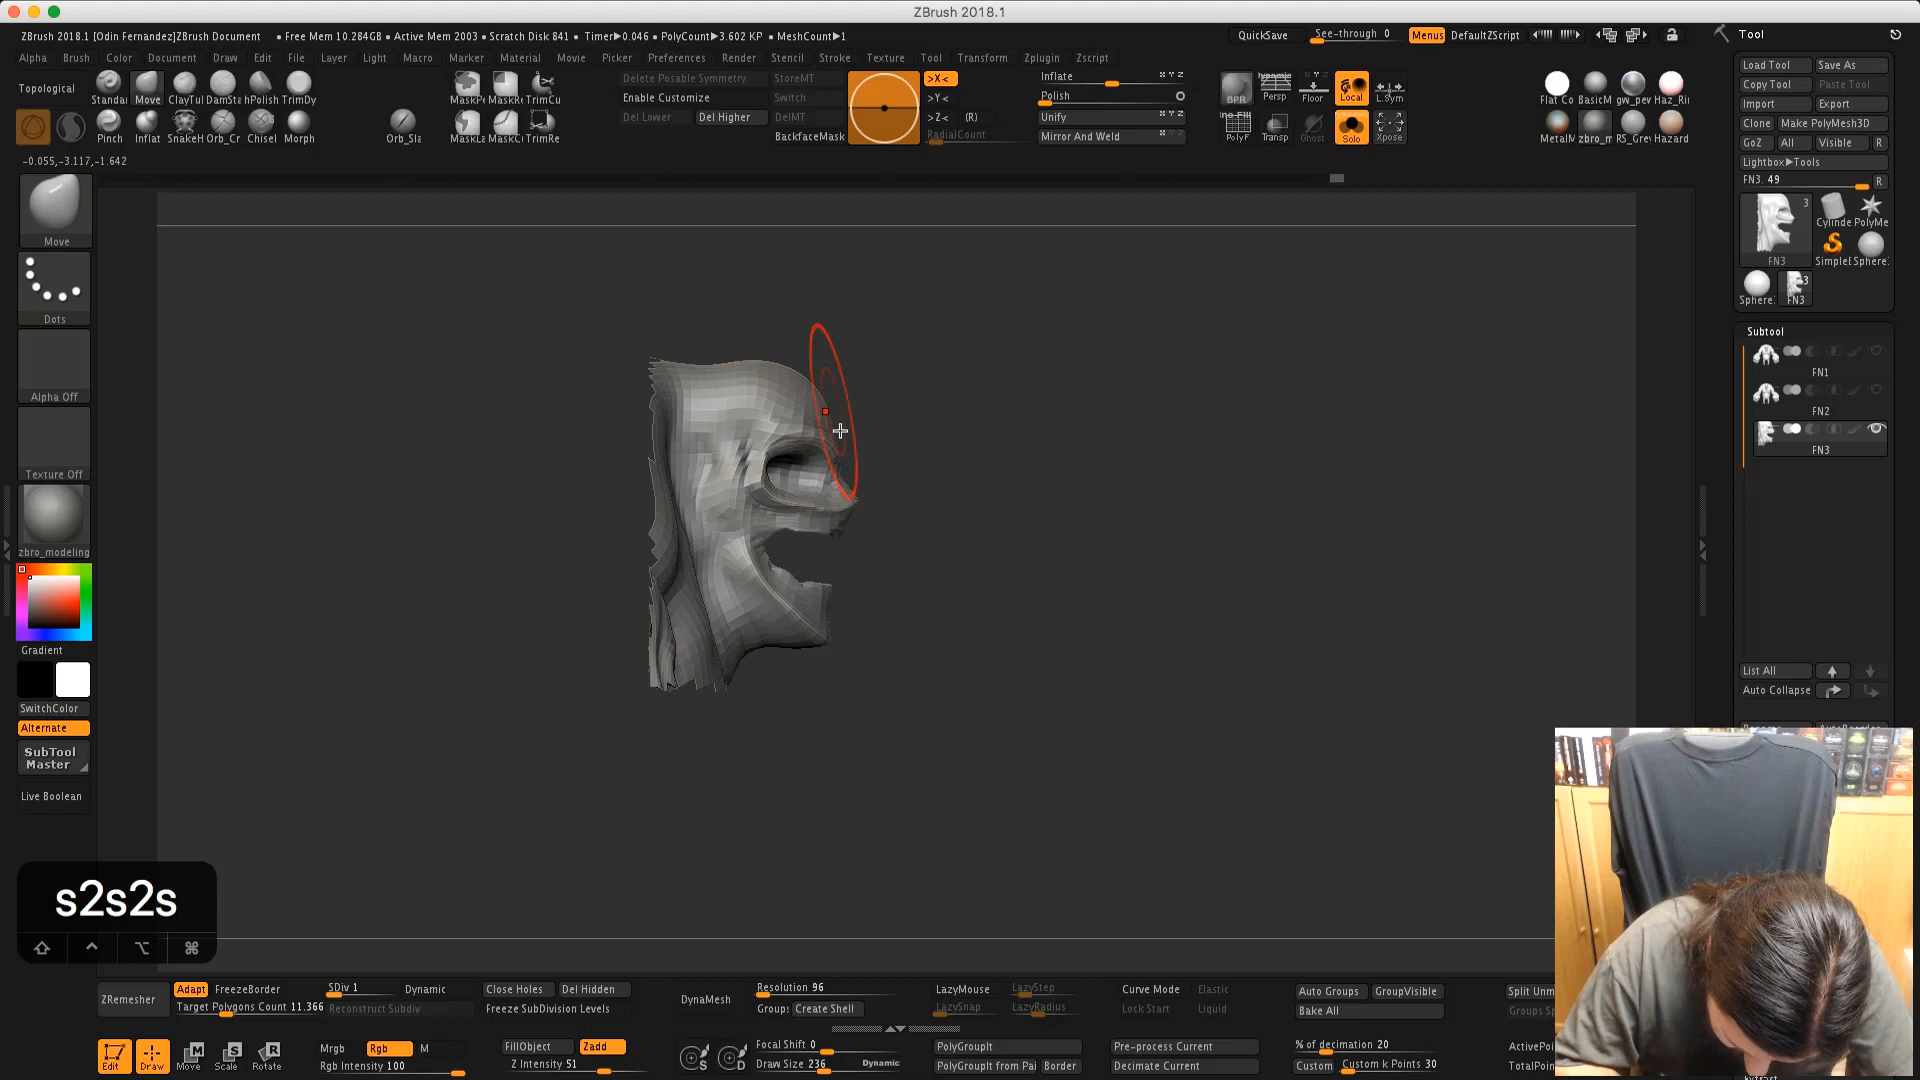 ZBrush 2018.1
ZBrush 2018.1 [Odin Fernandez]ZBrush Document ● Free Mem 10.284GB ● Active Mem 2003 ● Scratch Disk 841 ● Timer▶0.046 ● PolyCount▶3.602 KP ● MeshCount▶1
QuickSave See-through 0 Menus DefaultZScript
Tool
Alpha Brush Color Document Draw Edit File Layer Light Macro Marker Material Movie Picker Preferences Render Stencil Stroke Texture Tool Transform Zplugin Zscript
Load Tool Save As
Copy Tool Paste Tool
Import Export
Clone Make PolyMesh3D
GoZ All Visible R
Lightbox▶Tools
FN3. 49 R
Topological
Standa Move ClayTu DamSta hPolish TrimDy
Pinch Inflat SnakeH Orb_Cr Chisel Morph
Orb_Sla
MaskPe TrimCu
TrimRe
Delete Posable Symmetry StoreMT
Enable Customize Switch
Del Lower Del Higher DelMT
BackfaceMask
>X<
>Y<
>Z< (R)
RadialCount
Inflate X Y Z
Polish
Unify
Mirror And Weld
BPR Persp Floor Local L.Sym
PolyF Transp Ghost Solo Xpose
Flat Co BasicM gw_pev Haz_Ri
MetalM zbro_m RS_Gre Hazard
-0.055,-3.117,-1.642
Move
Dots
Alpha Off
Texture Off
zbro_modeling
Gradient
SwitchColor
Alternate
SubTool
Master
Live Boolean
3
Cylinde PolyMe
FN3 Sphere
3
Sphere. FN3
Subtool
FN1
FN2
FN3
List All
Auto Collapse
s2s2s
ZRemesher
Adapt FreezeBorder
Target Polygons Count 11.366
SDiv 1 Dynamic
Reconstruct Subdiv
Close Holes Del Hidden
Freeze SubDivision Levels
DynaMesh
Resolution 96
Groups Create Shell
LazyMouse LazyStep
LazySnap LazyRadius
Curve Mode Elastic
Lock Start Liquid
Auto Groups GroupVisible
Bake All
Split Unm
Groups Sp
Edit Draw Move Scale Rotate
Mrgb Rgb M
Rgb Intensity 100
FillObject Zadd
Z Intensity 51
S D
Focal Shift 0
Draw Size 236 Dynamic
PolyGroupIt
PolyGroupIt from Pai Border
Pre-process Current
Decimate Current
% of decimation 20
Custom Custom k Points 30
ActivePoi
TotalPoin